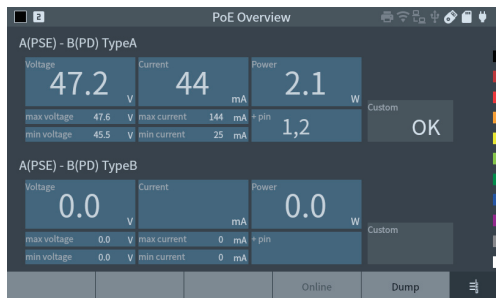 2 PoE Overview
A(PSE) - B(PD) TypeA
Voltage Current Power
47.2 V 44 mA 2.1 W
max voltage 47.6 V max current 144 mA + pin
min voltage 45.5 V min current 25 mA 1,2
Custom
OK
A(PSE) - B(PD) TypeB
Voltage Current Power
0.0 V mA 0.0 W
max voltage 0.0 V max current 0 mA + pin
min voltage 0.0 V min current 0 mA
Custom
Online Dump